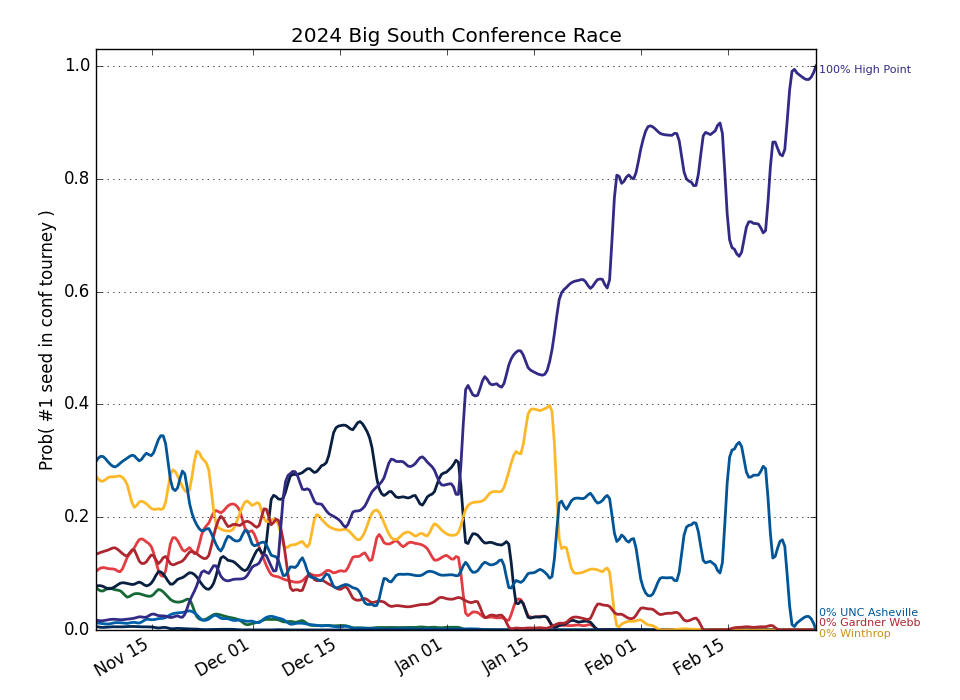 2024 Big South Conference Race
Prob( #1 seed in conf tourney )
1.0
0.8
0.6
0.4
0.2
0.0
Nov 15
Dec 01
Dec 15
Jan 01
Jan 15
Feb 01
Feb 15
100% High Point
0% UNC Asheville
0% Gardner Webb
0% Winthrop